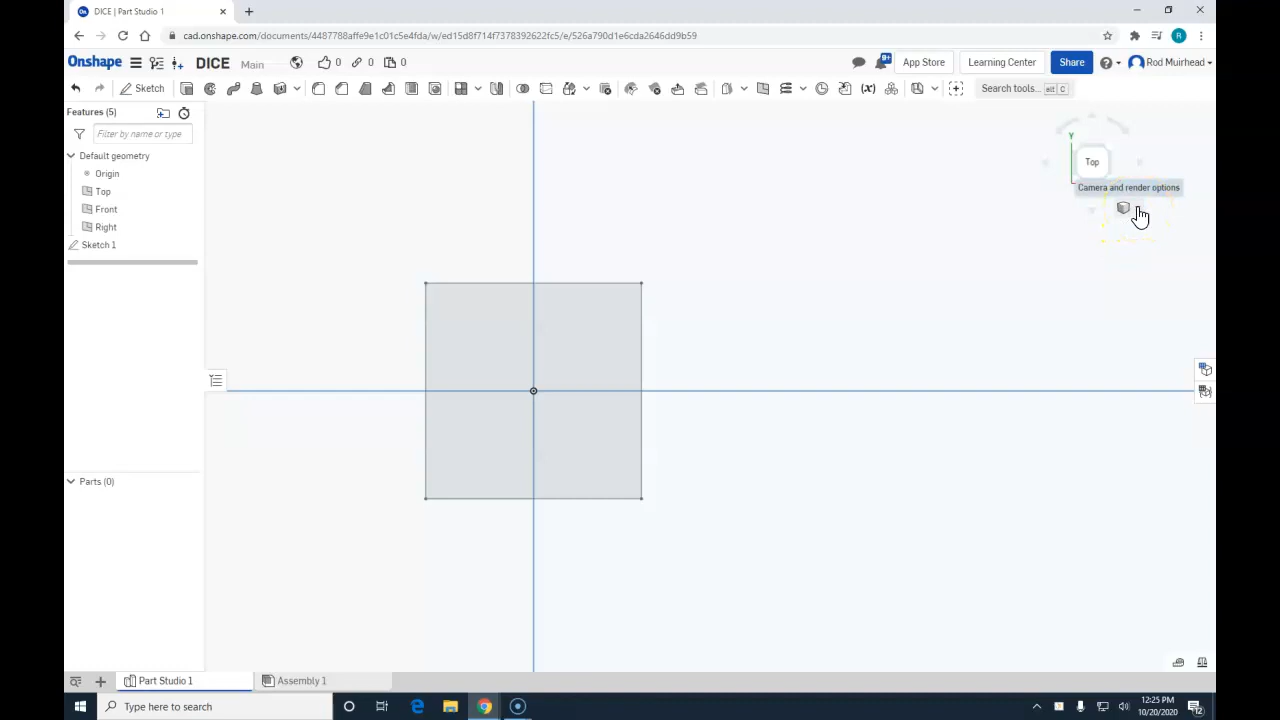 DICE | Part Studio 1
cad.onshape.com/documents/4487788affe9e1c01c5e4fda/w/ed15d8f714f7378392622fc5/e/526a790d1e6cda2646dd9b59
R
Onshape
DICE
Main
0
0
0
App Store
Learning Center
Share
Rod Muirhead
Sketch
Search tools...
alt
C
Features (5)
Filter by name or type
Default geometry
Origin
Top
Front
Right
Sketch 1
Y
Top
Camera and render options
Parts (0)
Part Studio 1
Assembly 1
Type here to search
12:25 PM
10/20/2020